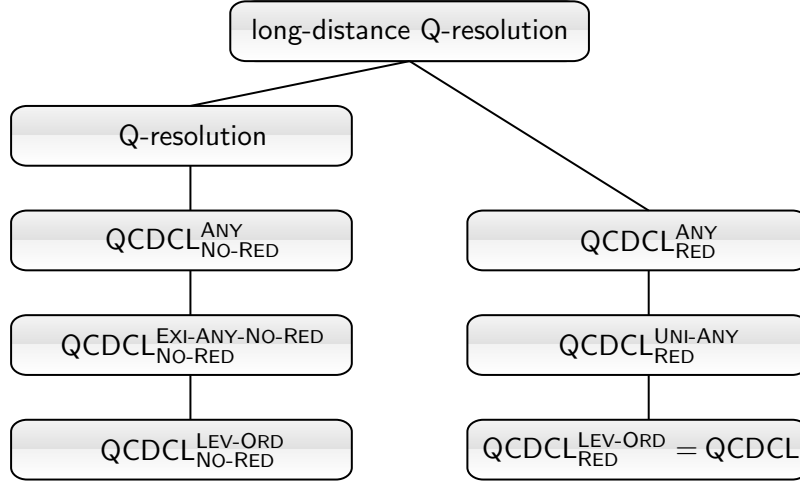 long-distance Q-resolution
Q-resolution
QCDCL^ANY_NO-RED
QCDCL^ANY_RED
QCDCL^EXI-ANY-NO-RED_NO-RED
QCDCL^UNI-ANY_RED
QCDCL^LEV-ORD_NO-RED
QCDCL^LEV-ORD_RED = QCDCL